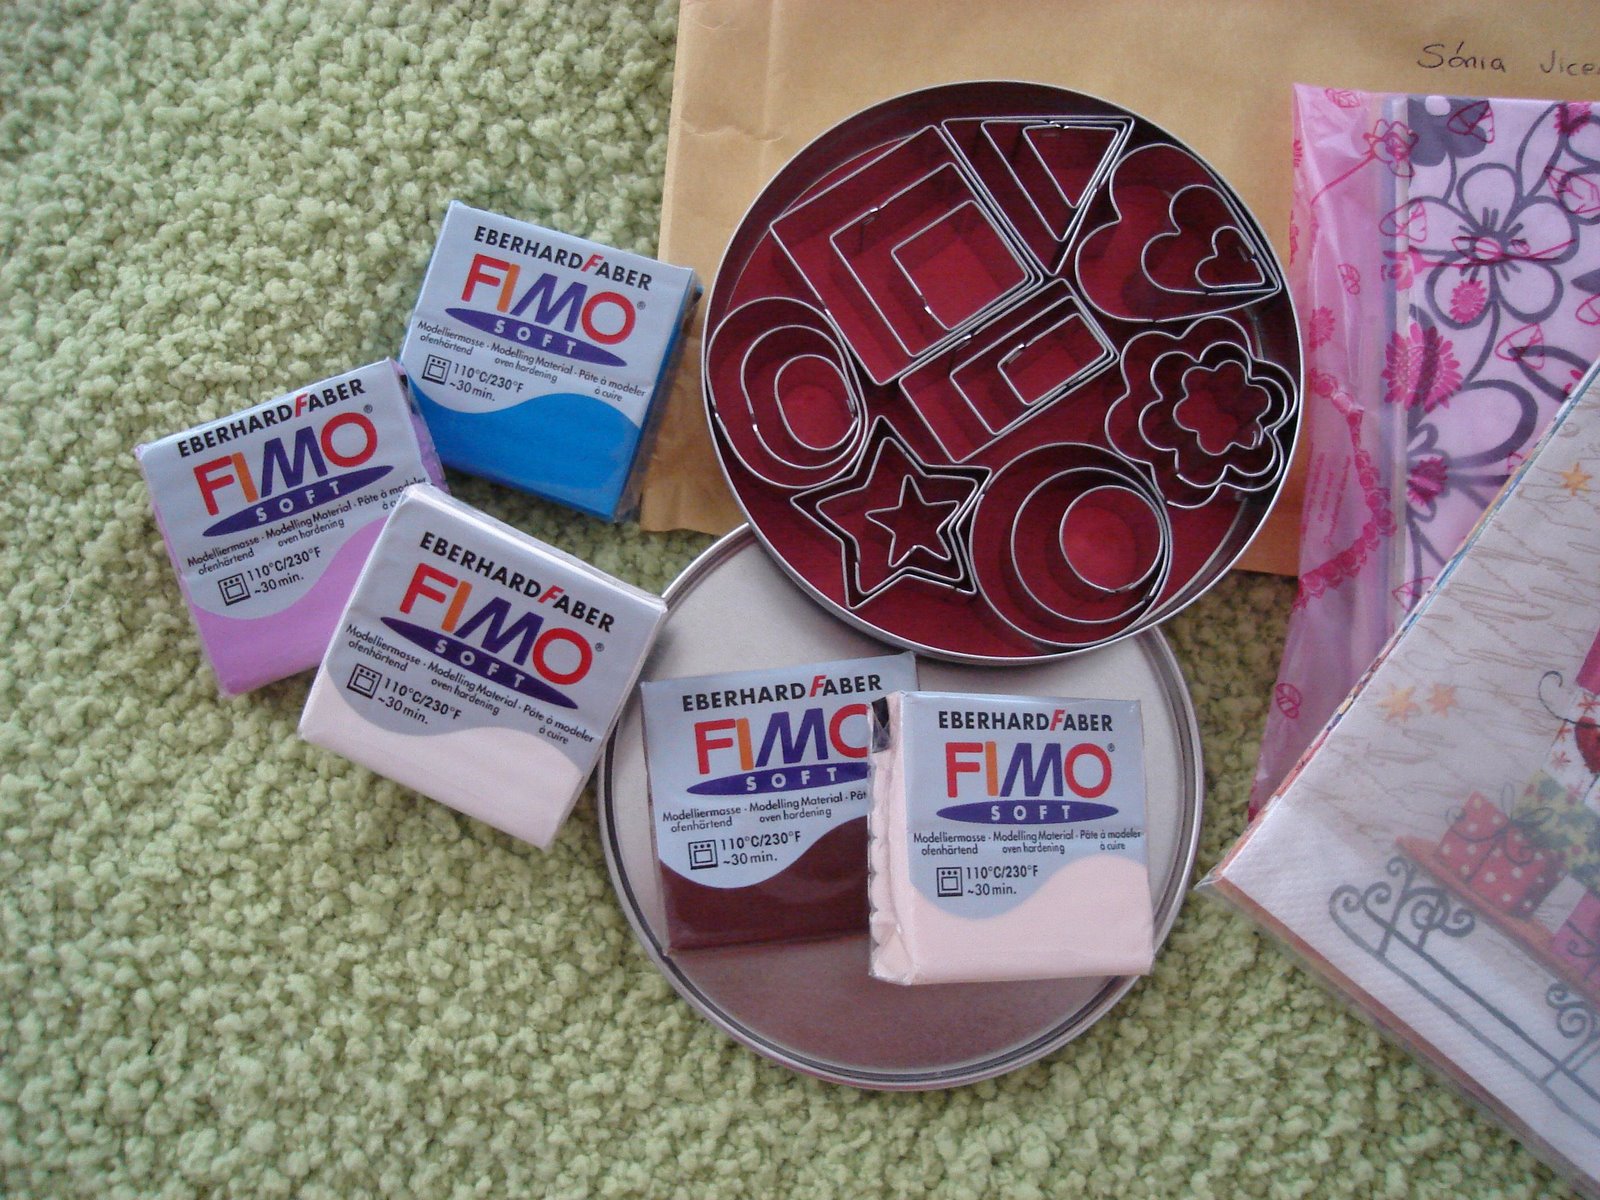 Sónia
EBERHARDFABER
FIMO®
SOFT
Modelliermasse · Modelling Material · Pâte à modeler
ofenhärtend oven hardening à cuire
110°C/230°F
~30 min.
EBERHARDFABER
FIMO®
SOFT
Modelliermasse · Modelling Material · Pâte à modeler
ofenhärtend oven hardening
110°C/230°F
~30 min.
EBERHARDFABER
FIMO®
SOFT
Modelliermasse · Modelling Material · Pâte à modeler
ofenhärtend oven hardening à cuire
110°C/230°F
~30 min.
EBERHARDFABER
FIMO
SOFT
Modelliermasse · Modelling Material ·
ofenhärtend oven hardening
110°C/230°F
~30 min.
EBERHARDFABER
FIMO®
SOFT
Modelliermasse · Modelling Material · Pâte à modeler
ofenhärtend oven hardening à cuire
110°C/230°F
~30 min.